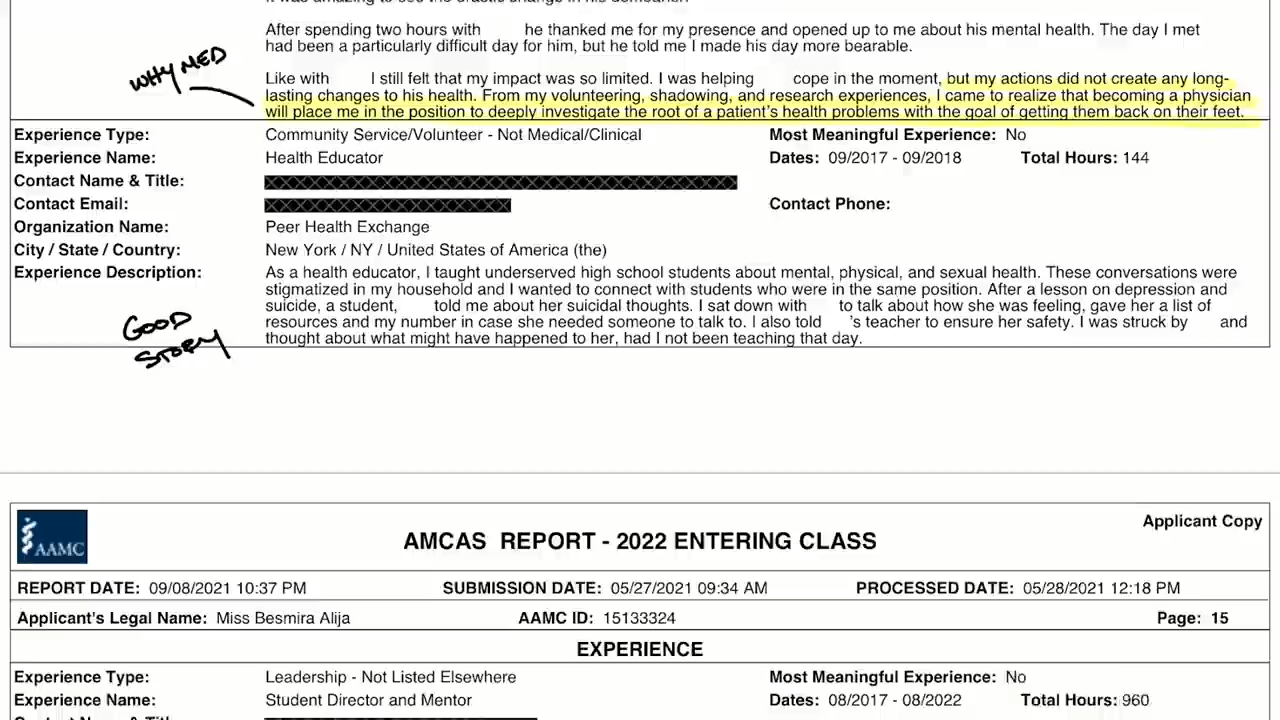 After spending two hours with he thanked me for my presence and opened up to me about his mental health. The day I met
had been a particularly difficult day for him, but he told me I made his day more bearable.
WHY MED
Like with I still felt that my impact was so limited. I was helping cope in the moment, but my actions did not create any long-
lasting changes to his health. From my volunteering, shadowing, and research experiences, I came to realize that becoming a physician
will place me in the position to deeply investigate the root of a patient's health problems with the goal of getting them back on their feet.
Experience Type: Community Service/Volunteer - Not Medical/Clinical Most Meaningful Experience: No
Experience Name: Health Educator Dates: 09/2017 - 09/2018 Total Hours: 144
Contact Name & Title:
Contact Email: Contact Phone:
Organization Name: Peer Health Exchange
City / State / Country: New York / NY / United States of America (the)
Experience Description: As a health educator, I taught underserved high school students about mental, physical, and sexual health. These conversations were
stigmatized in my household and I wanted to connect with students who were in the same position. After a lesson on depression and
suicide, a student, told me about her suicidal thoughts. I sat down with to talk about how she was feeling, gave her a list of
resources and my number in case she needed someone to talk to. I also told 's teacher to ensure her safety. I was struck by and
thought about what might have happened to her, had I not been teaching that day.
GOOD
STORY
AAMC
Applicant Copy
AMCAS REPORT - 2022 ENTERING CLASS
REPORT DATE: 09/08/2021 10:37 PM SUBMISSION DATE: 05/27/2021 09:34 AM PROCESSED DATE: 05/28/2021 12:18 PM
Applicant's Legal Name: Miss Besmira Alija AAMC ID: 15133324 Page: 15
EXPERIENCE
Experience Type: Leadership - Not Listed Elsewhere Most Meaningful Experience: No
Experience Name: Student Director and Mentor Dates: 08/2017 - 08/2022 Total Hours: 960